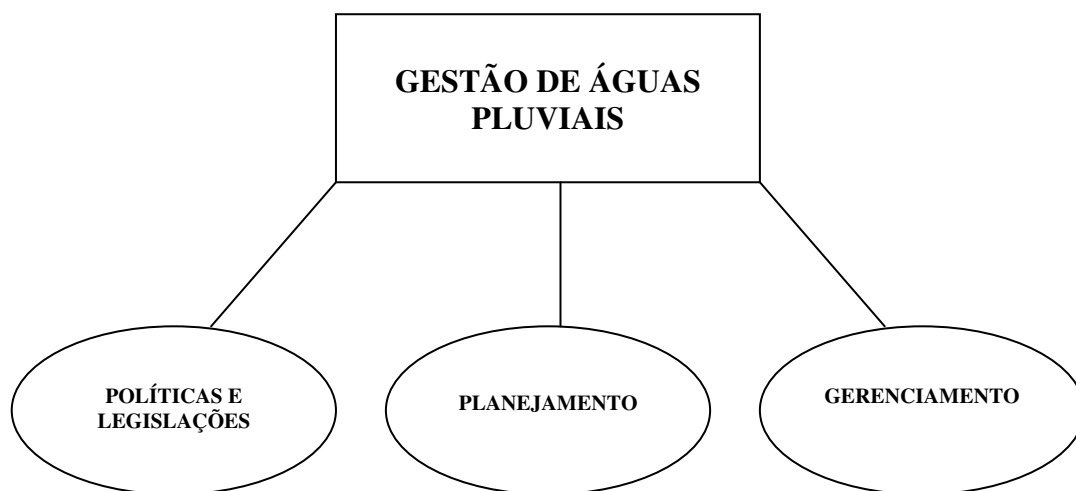 GESTÃO DE ÁGUAS
PLUVIAIS
POLÍTICAS E
LEGISLAÇÕES
PLANEJAMENTO
GERENCIAMENTO